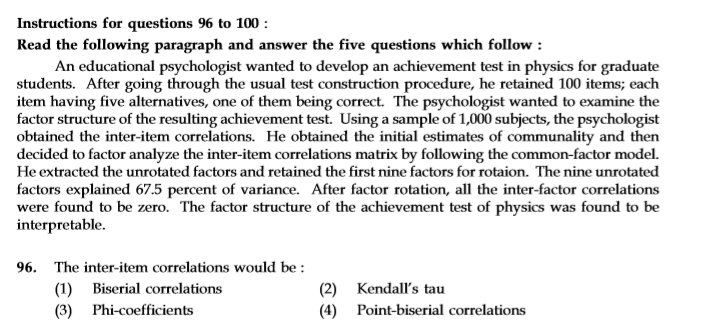 Instructions for questions 96 to 100 :
Read the following paragraph and answer the five questions which follow :
An educational psychologist wanted to develop an achievement test in physics for graduate
students. After going through the usual test construction procedure, he retained 100 items; each
item having five alternatives, one of them being correct. The psychologist wanted to examine the
factor structure of the resulting achievement test. Using a sample of 1,000 subjects, the psychologist
obtained the inter-item correlations. He obtained the initial estimates of communality and then
decided to factor analyze the inter-item correlations matrix by following the common-factor model.
He extracted the unrotated factors and retained the first nine factors for rotaion. The nine unrotated
factors explained 67.5 percent of variance. After factor rotation, all the inter-factor correlations
were found to be zero. The factor structure of the achievement test of physics was found to be
interpretable.
96. The inter-item correlations would be :
(1) Biserial correlations (2) Kendall's tau
(3) Phi-coefficients (4) Point-biserial correlations